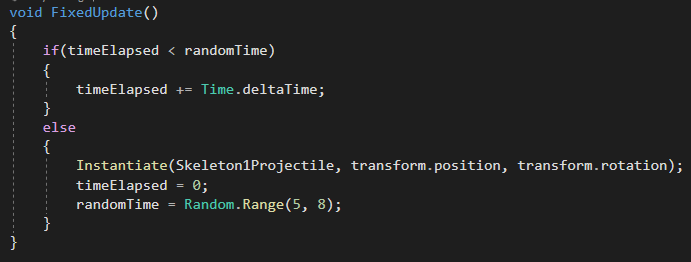 void FixedUpdate()
{
if(timeElapsed < randomTime)
{
timeElapsed += Time.deltaTime;
}
else
{
Instantiate(Skeleton1Projectile, transform.position, transform.rotation);
timeElapsed = 0;
randomTime = Random.Range(5, 8);
}
}